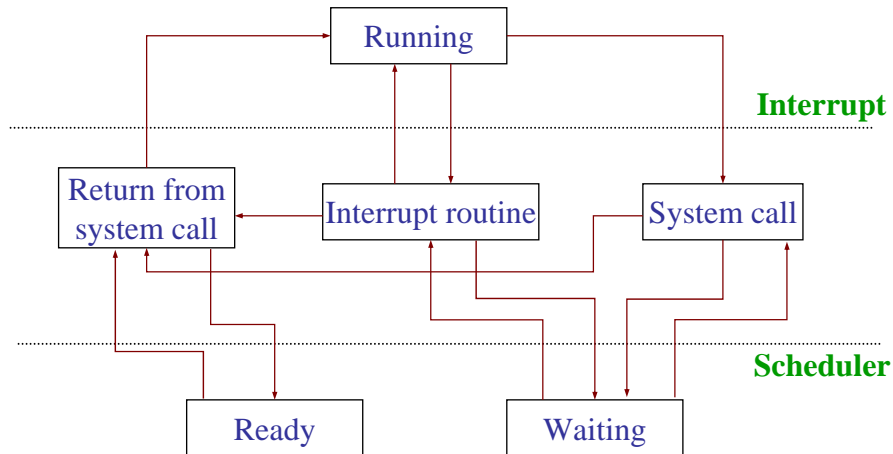 Running
Interrupt
Return from
system call
Interrupt routine
System call
Scheduler
Ready
Waiting